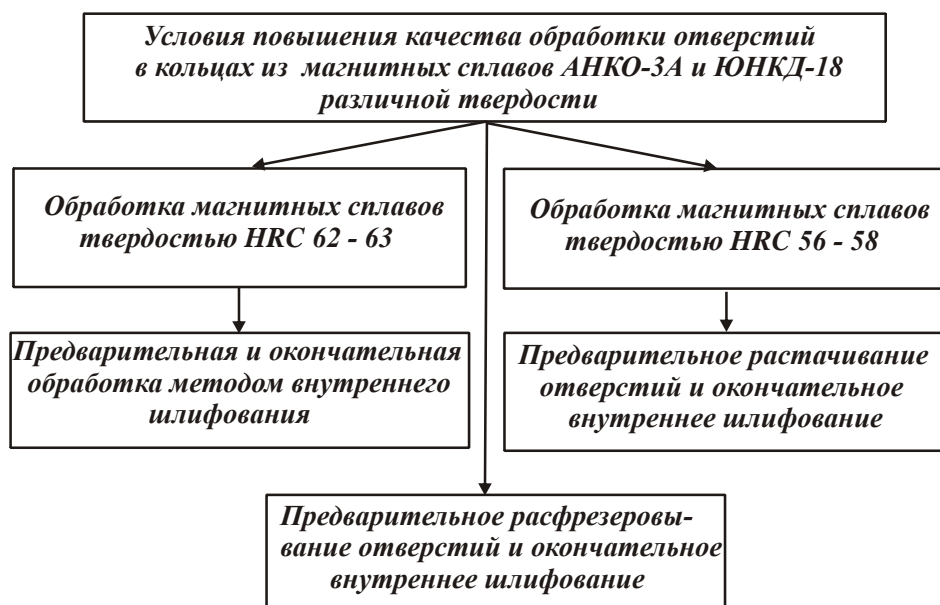 Условия повышения качества обработки отверстий
в кольцах из магнитных сплавов АНКО-3А и ЮНКД-18
различной твердости
Обработка магнитных сплавов
твердостью HRC 62 - 63
Обработка магнитных сплавов
твердостью HRC 56 - 58
Предварительная и окончательная
обработка методом внутреннего
шлифования
Предварительное растачивание
отверстий и окончательное
внутреннее шлифование
Предварительное расфрезеровы-
вание отверстий и окончательное
внутреннее шлифование